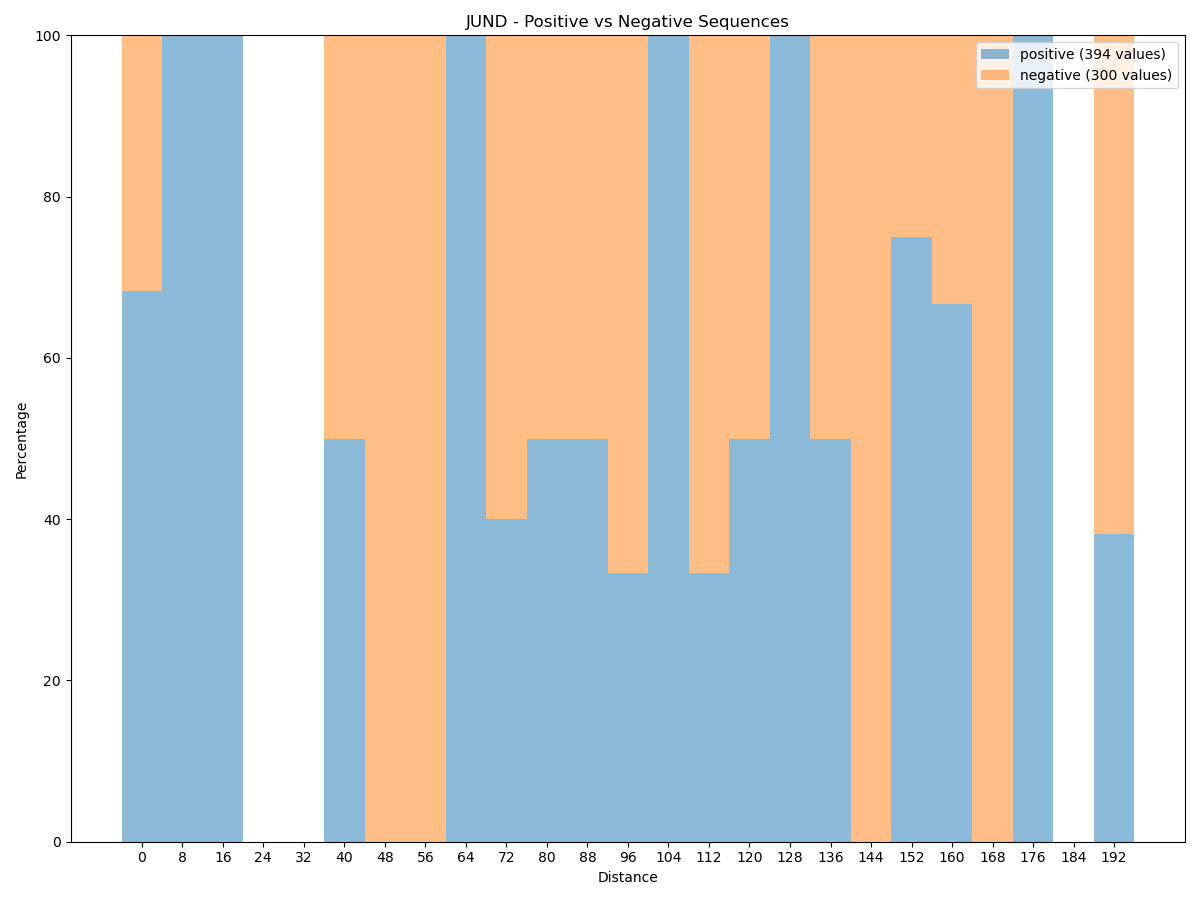 JUND - Positive vs Negative Sequences
positive (394 values)
negative (300 values)
Percentage
100
80
60
40
20
0
0 8 16 24 32 40 48 56 64 72 80 88 96 104 112 120 128 136 144 152 160 168 176 184 192
Distance